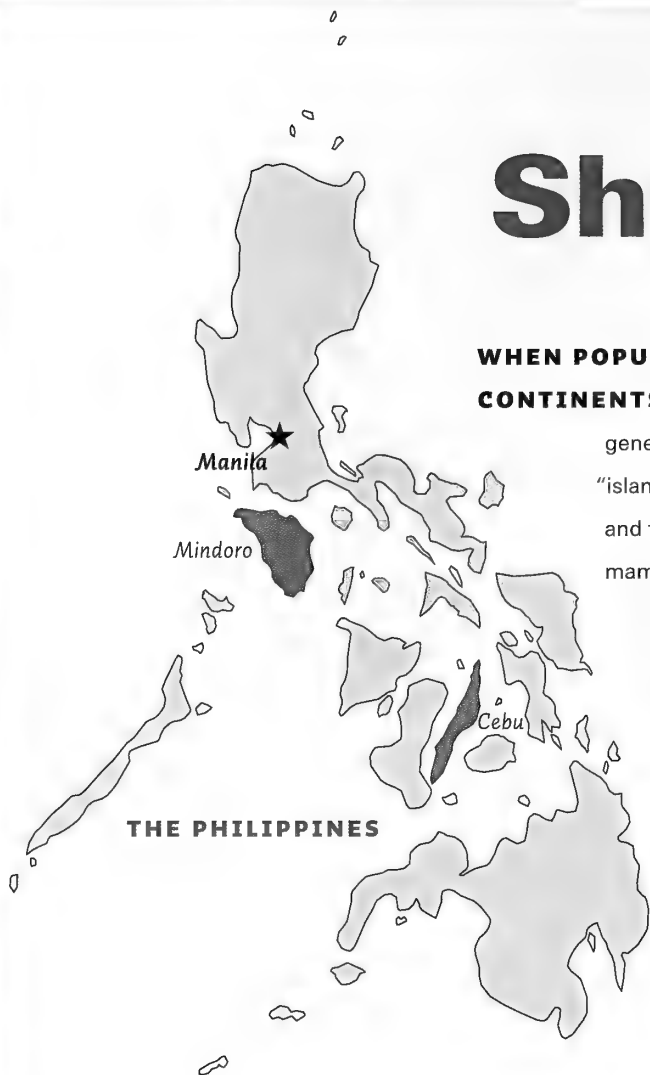 Sh
WHEN POPU
CONTINENTS
gene
Manila
“islan
and
Mindoro
mam
Cebu
THE PHILIPPINES